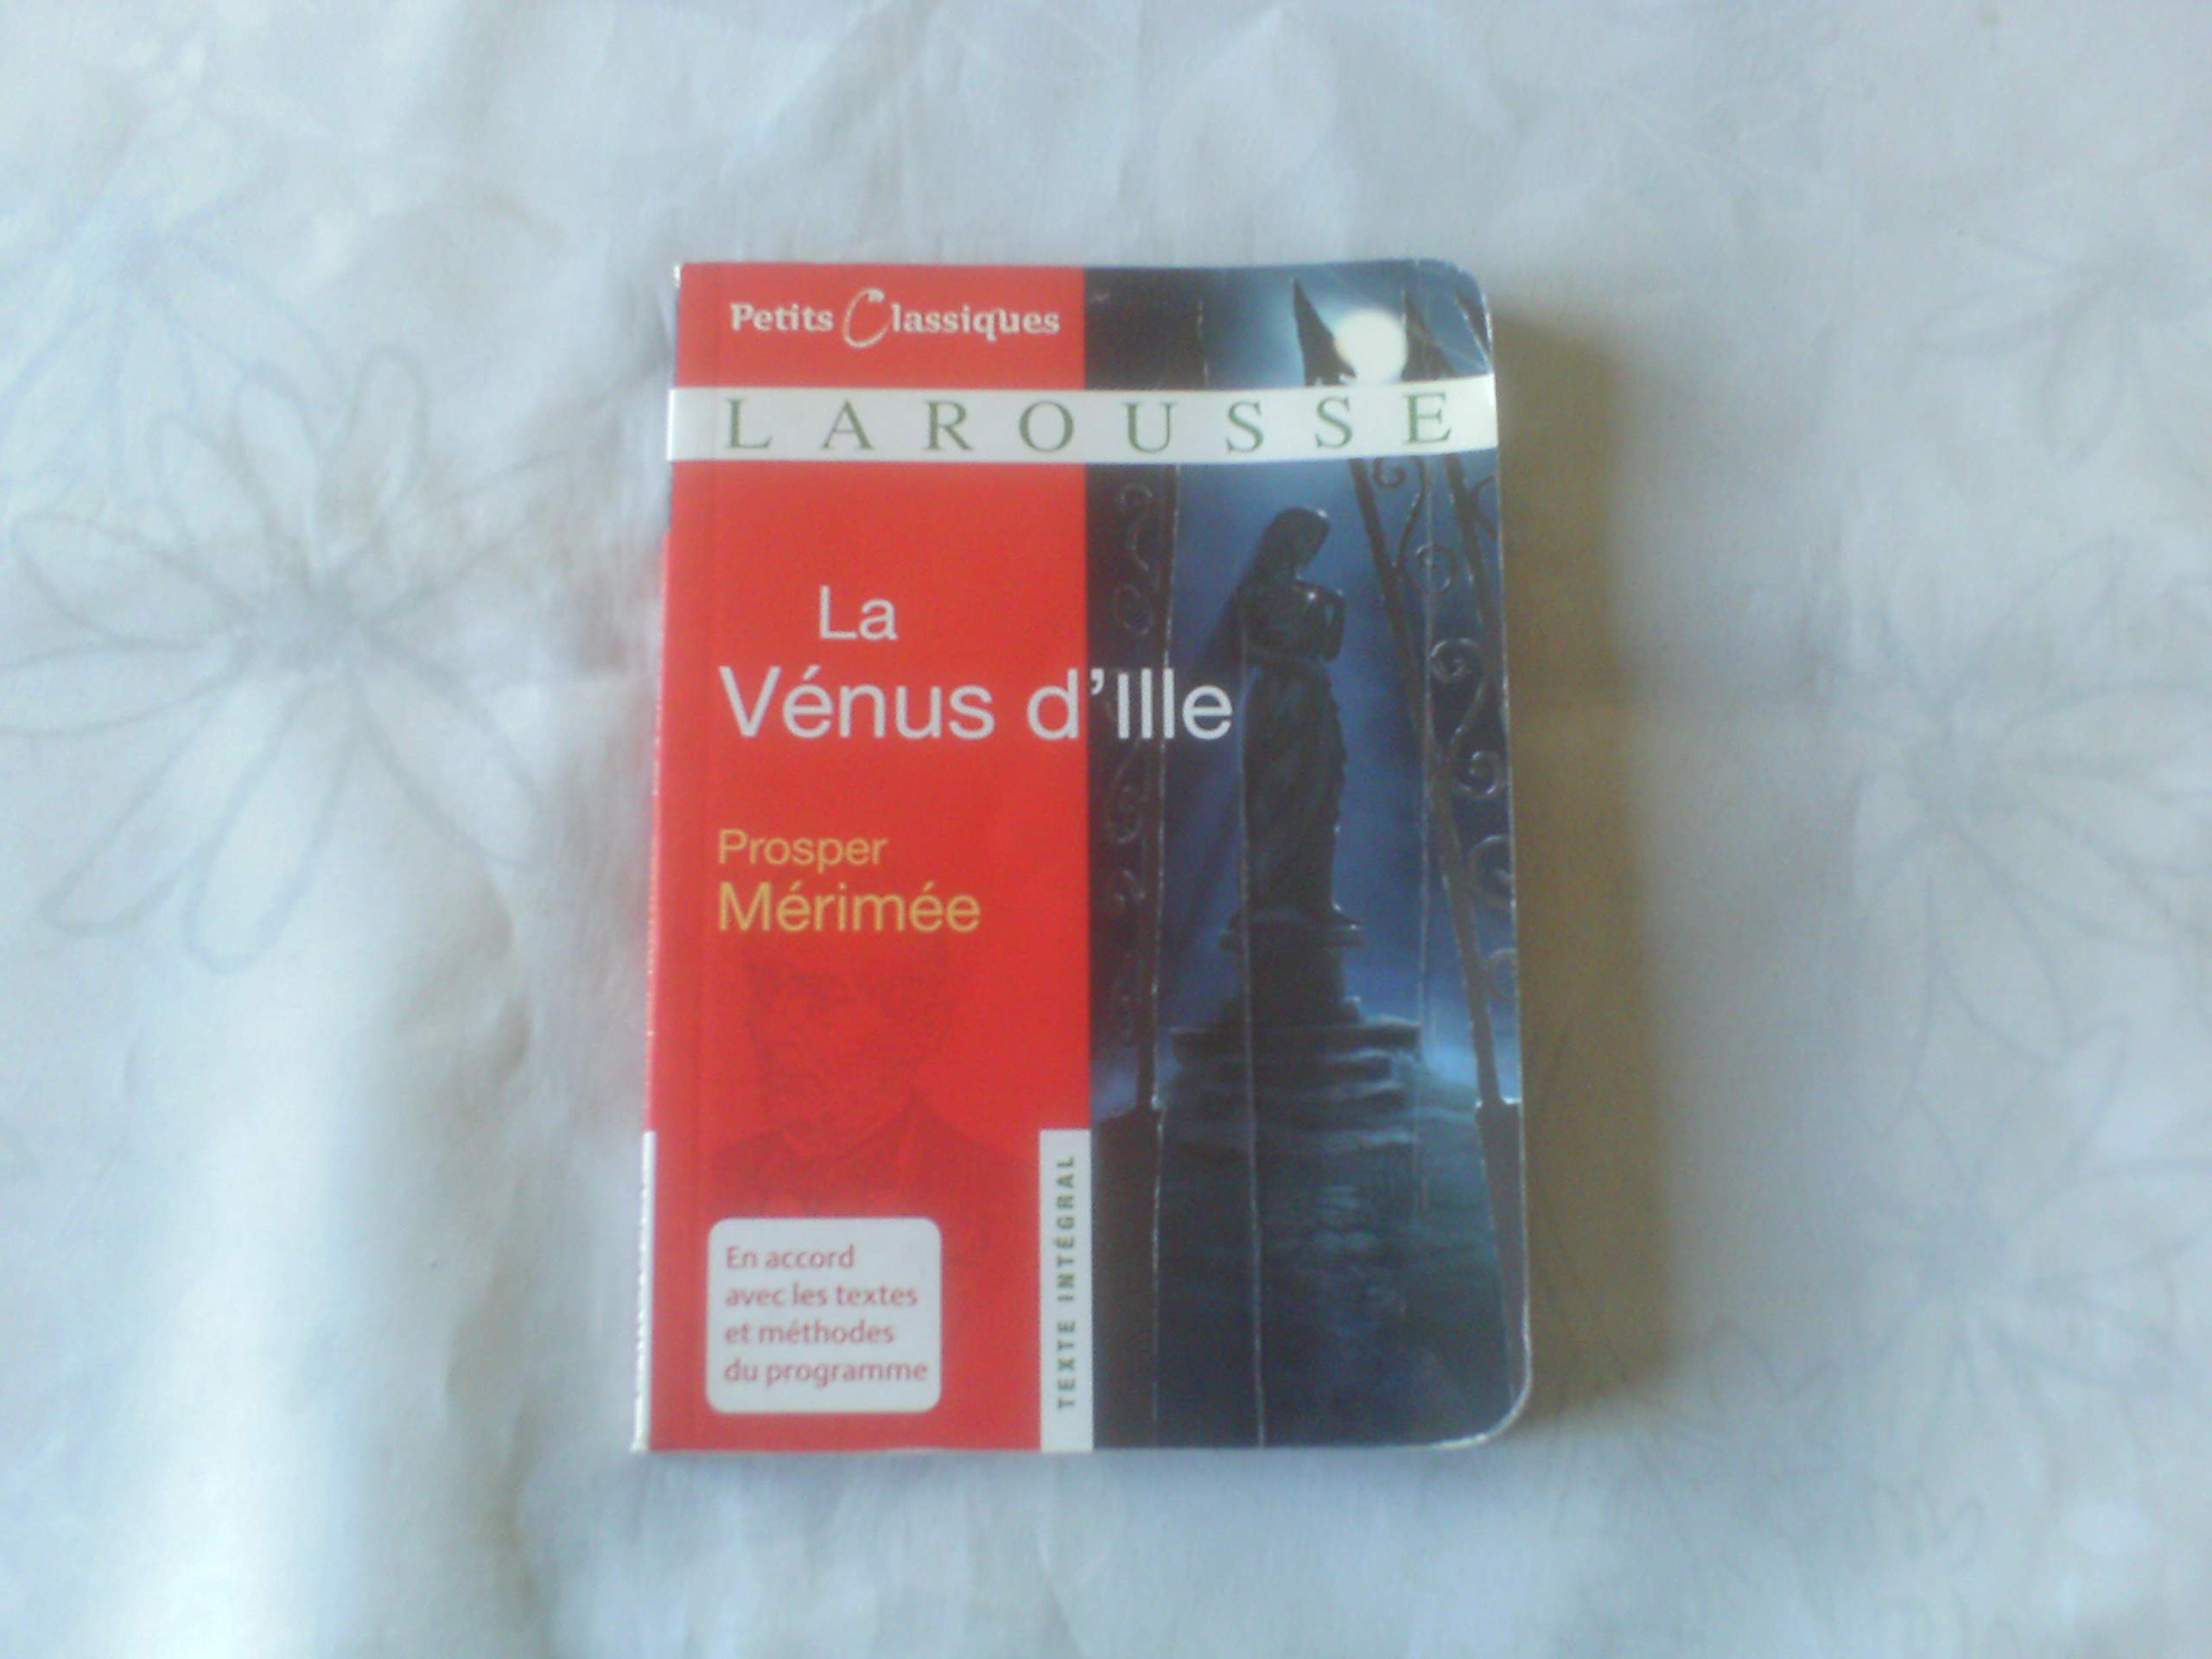 Petits Classiques
LAROUSSE
La
Vénus d'Ille
Prosper
Mérimée
En accord
avec les textes
et méthodes
du programme
TEXTE INTÉGRAL